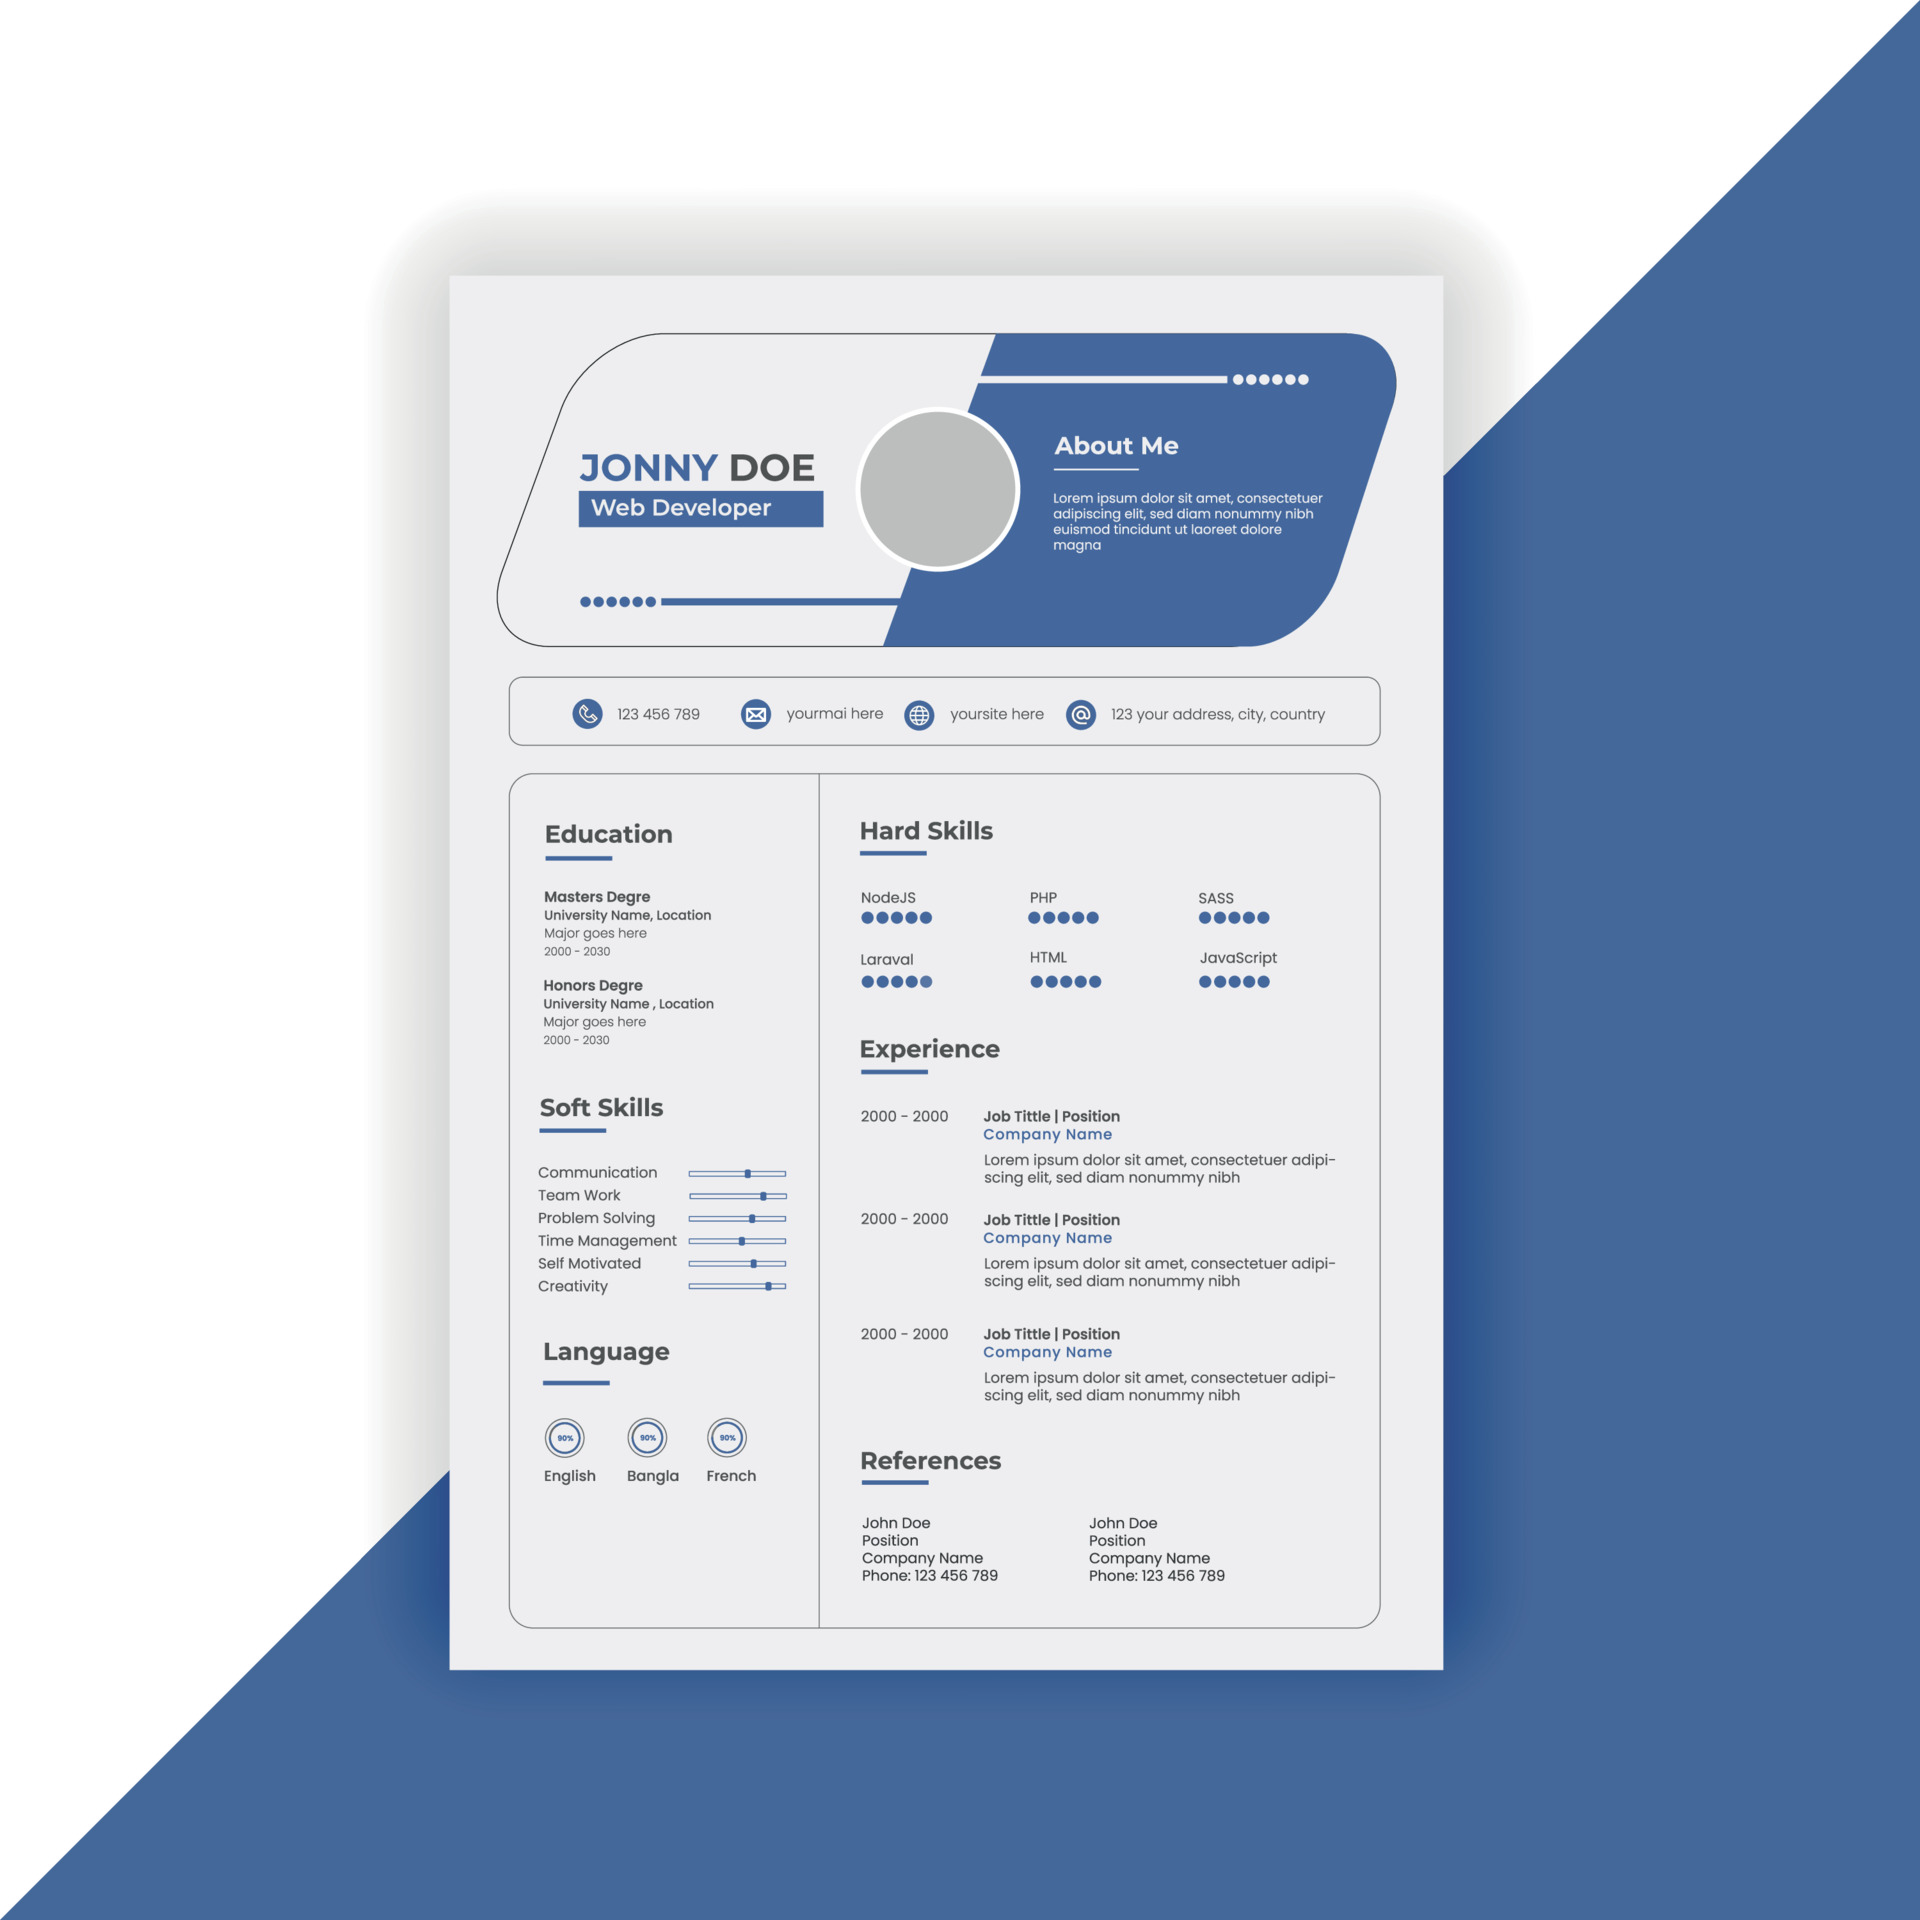 JONNY DOE
Web Developer
About Me
Lorem ipsum dolor sit amet, consectetuer
adipiscing elit, sed diam nonummy nibh
euismod tincidunt ut laoreet dolore
magna
123 456 789
yourmai here
yoursite here
123 your address, city, country
Education
Masters Degre
University Name, Location
Major goes here
2000 - 2030
Honors Degre
University Name , Location
Major goes here
2000 - 2030
Soft Skills
Communication
Team Work
Problem Solving
Time Management
Self Motivated
Creativity
Language
90% 90% 90%
English Bangla French
Hard Skills
NodeJS PHP SASS
Laraval HTML JavaScript
Experience
2000 - 2000 Job Tittle | Position
Company Name
Lorem ipsum dolor sit amet, consectetuer adipi-
scing elit, sed diam nonummy nibh
2000 - 2000 Job Tittle | Position
Company Name
Lorem ipsum dolor sit amet, consectetuer adipi-
scing elit, sed diam nonummy nibh
2000 - 2000 Job Tittle | Position
Company Name
Lorem ipsum dolor sit amet, consectetuer adipi-
scing elit, sed diam nonummy nibh
References
John Doe
Position
Company Name
Phone: 123 456 789
John Doe
Position
Company Name
Phone: 123 456 789